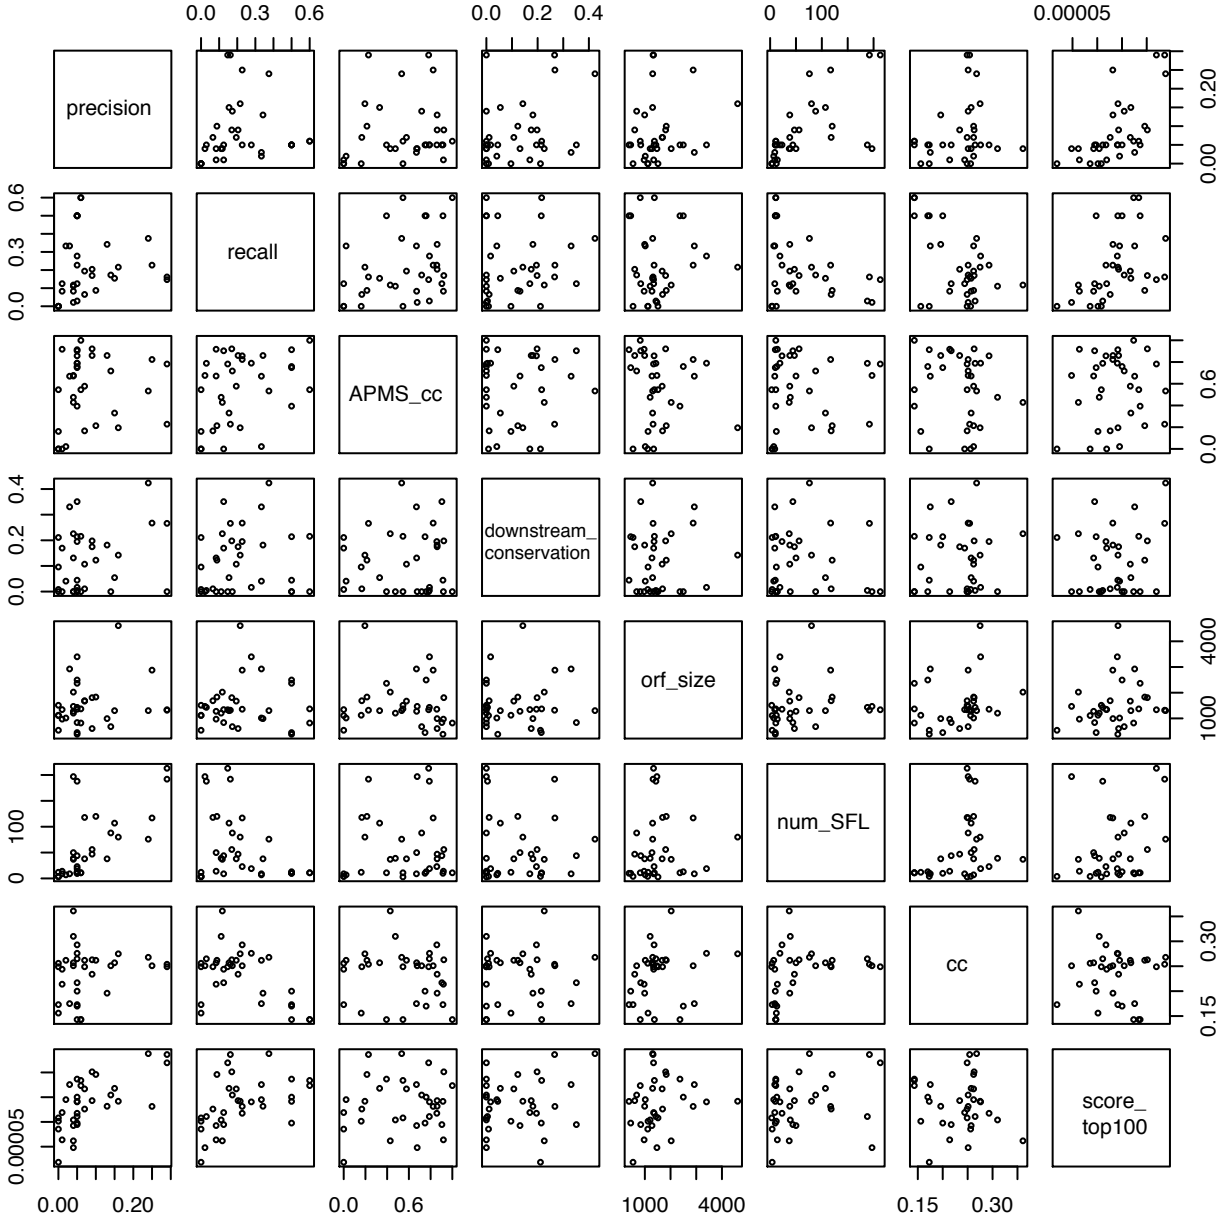 0.0 0.3 0.6 0.0 0.2 0.4 0 100 0.00005
precision
0.00 0.20
0.0 0.3 0.6
recall
APMS_cc
0.0 0.6
0.0 0.2 0.4
downstream_
conservation
orf_size
1000 4000
0 100
num_SFL
cc
0.15 0.30
0.00005
score_
top100
0.00 0.20 0.0 0.6 1000 4000 0.15 0.30